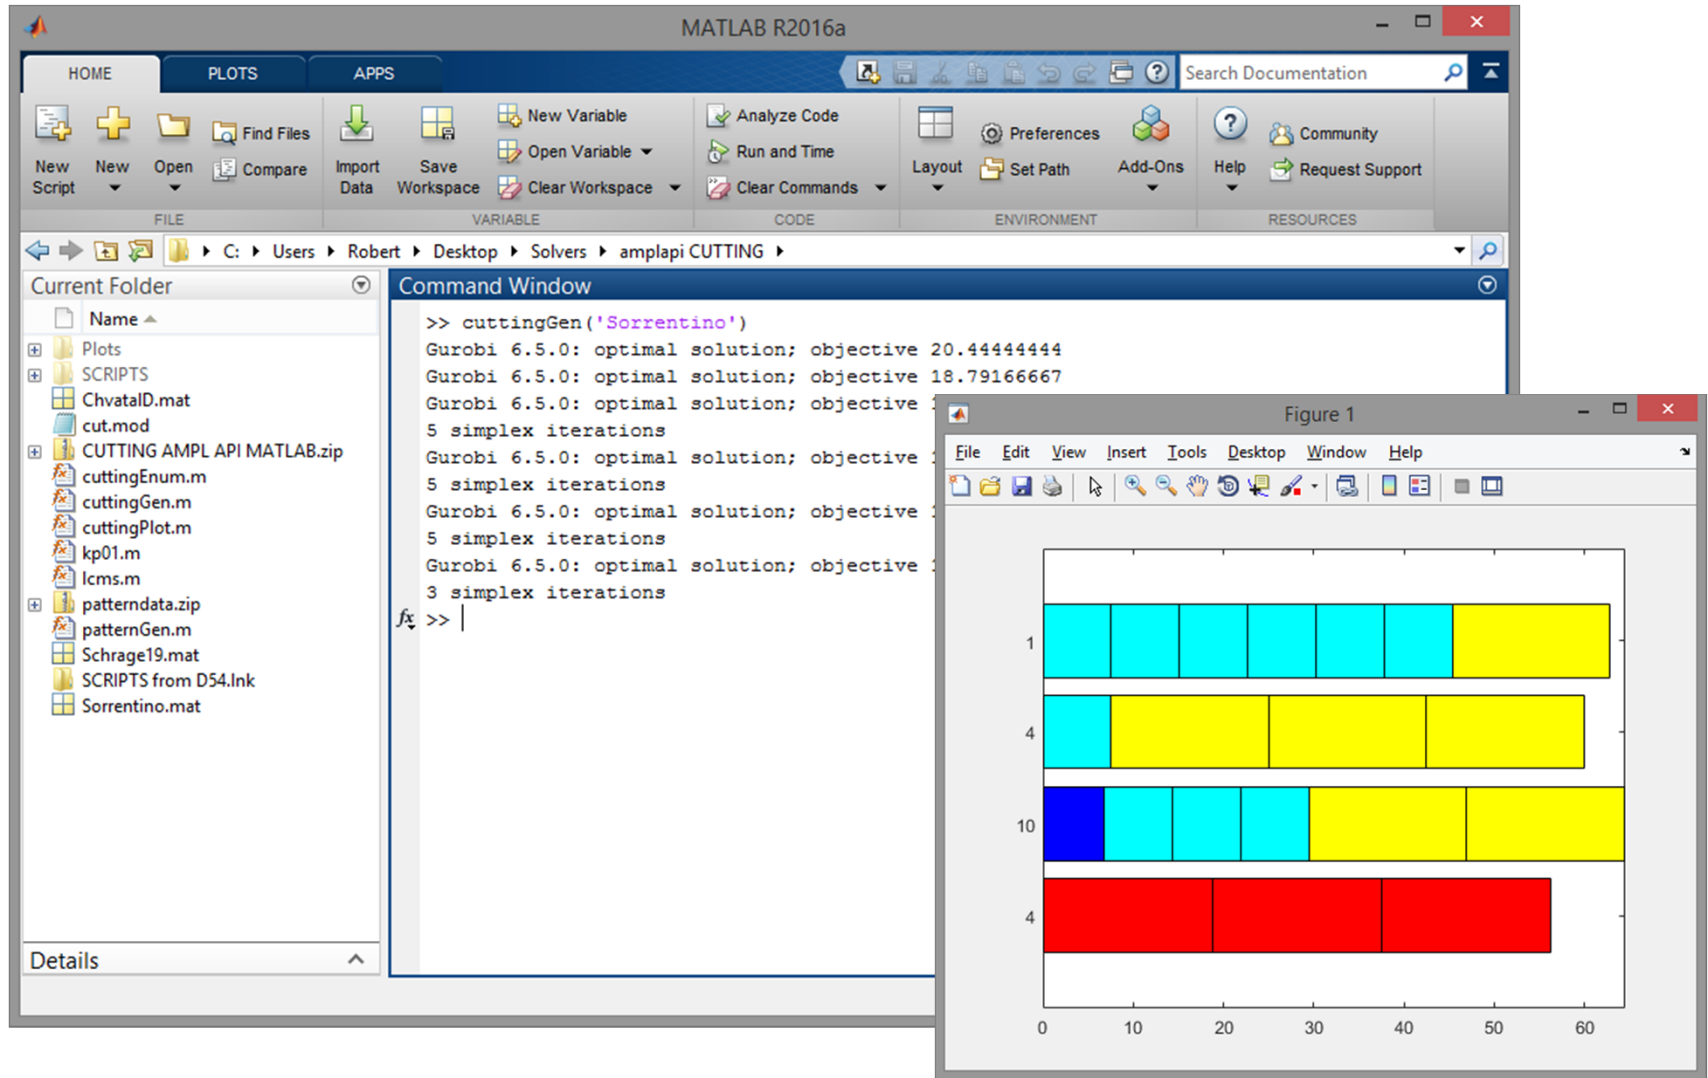 MATLAB R2016a
HOME PLOTS APPS
Search Documentation
New Script
New
Open
Find Files
Compare
FILE
Import Data
Save Workspace
New Variable
Open Variable
Clear Workspace
VARIABLE
Analyze Code
Run and Time
Clear Commands
CODE
Layout
Preferences
Set Path
Add-Ons
ENVIRONMENT
Help
Community
Request Support
RESOURCES
C: Users Robert Desktop Solvers amplapi CUTTING
Current Folder
Name
Plots
SCRIPTS
ChvatalD.mat
cut.mod
CUTTING AMPL API MATLAB.zip
cuttingEnum.m
cuttingGen.m
cuttingPlot.m
kp01.m
lcms.m
patterndata.zip
patternGen.m
Schrage19.mat
SCRIPTS from D54.lnk
Sorrentino.mat
Details
Command Window
>> cuttingGen('Sorrentino')
Gurobi 6.5.0: optimal solution; objective 20.44444444
Gurobi 6.5.0: optimal solution; objective 18.79166667
Gurobi 6.5.0: optimal solution; objective
5 simplex iterations
Gurobi 6.5.0: optimal solution; objective
5 simplex iterations
Gurobi 6.5.0: optimal solution; objective
5 simplex iterations
Gurobi 6.5.0: optimal solution; objective
3 simplex iterations
fx >>
Figure 1
File Edit View Insert Tools Desktop Window Help
1
4
10
4
0 10 20 30 40 50 60